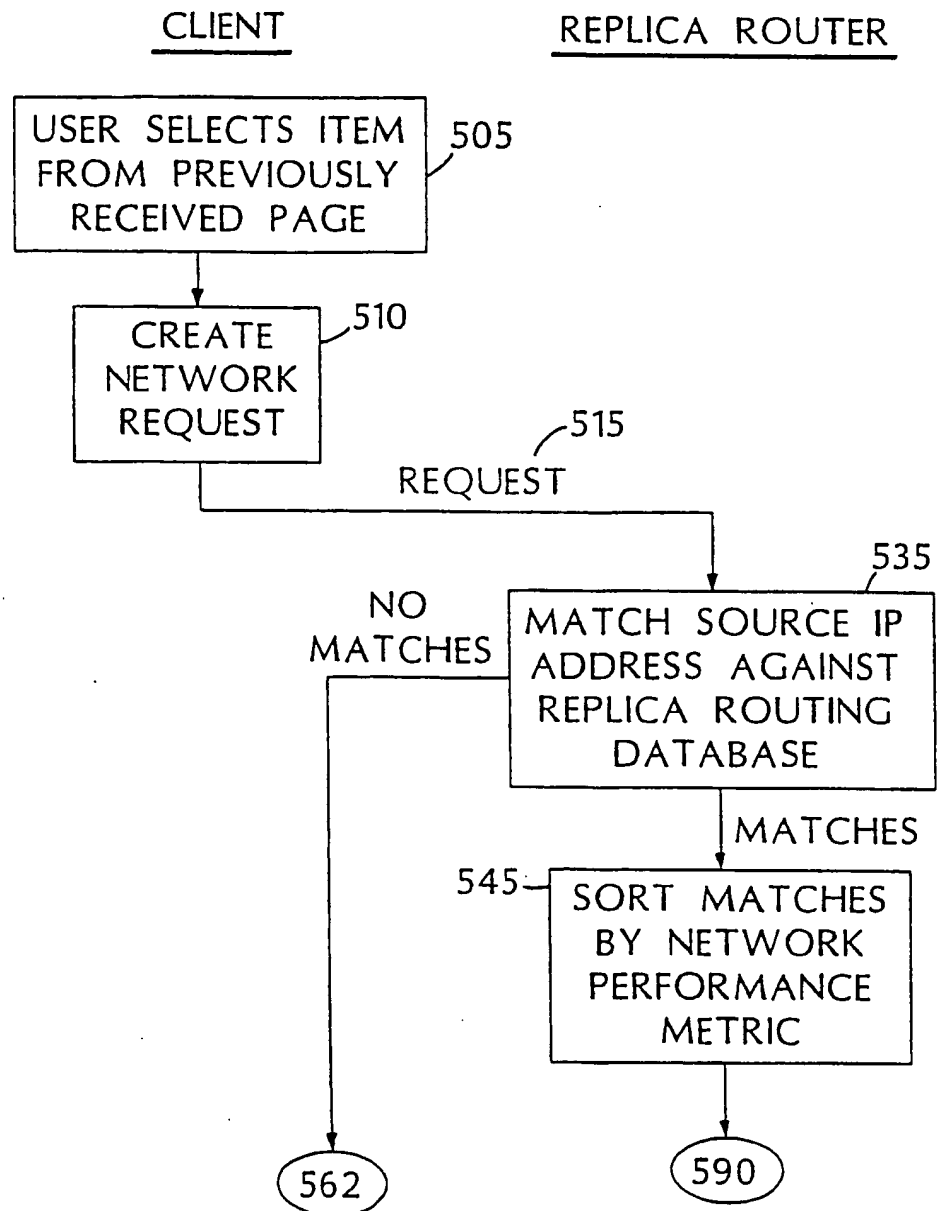 CLIENT
REPLICA ROUTER
USER SELECTS ITEM
FROM PREVIOUSLY
RECEIVED PAGE
505
CREATE
NETWORK
REQUEST
510
515
REQUEST
535
NO
MATCHES
MATCH SOURCE IP
ADDRESS AGAINST
REPLICA ROUTING
DATABASE
MATCHES
545
SORT MATCHES
BY NETWORK
PERFORMANCE
METRIC
562
590